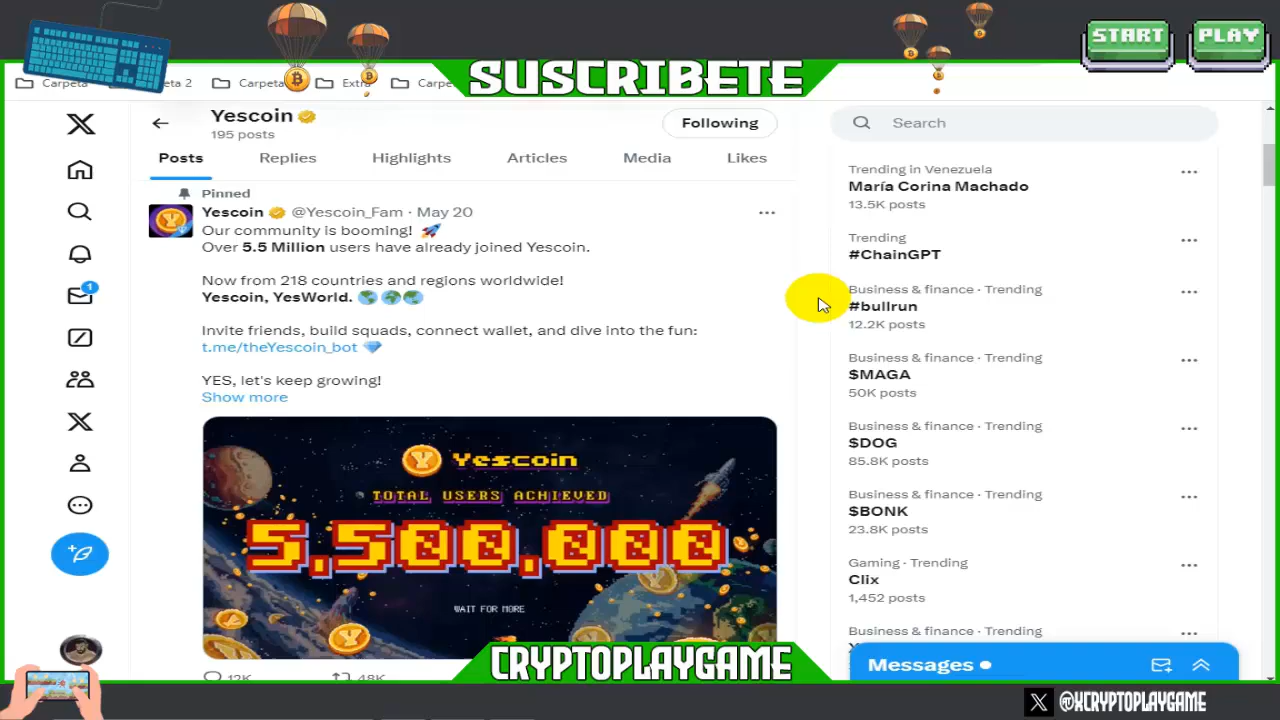 START
PLAY
SUSCRIBETE
Carpeta
eta 2
Carpeta
Extra
Carpe
Yescoin
195 posts
Following
Search
Posts
Replies
Highlights
Articles
Media
Likes
Pinned
Yescoin @Yescoin_Fam · May 20
Our community is booming! 🚀
Over 5.5 Million users have already joined Yescoin.
Now from 218 countries and regions worldwide!
Yescoin, YesWorld. 🌎🌍🌏
Invite friends, build squads, connect wallet, and dive into the fun:
t.me/theYescoin_bot 💎
YES, let's keep growing!
Show more
Yescoin
TOTAL USERS ACHIEVED
5,500,000
WAIT FOR MORE
12K
48K
Trending in Venezuela
María Corina Machado
13.5K posts
Trending
#ChainGPT
Business & finance · Trending
#bullrun
12.2K posts
Business & finance · Trending
$MAGA
50K posts
Business & finance · Trending
$DOG
85.8K posts
Business & finance · Trending
$BONK
23.8K posts
Gaming · Trending
Clix
1,452 posts
Business & finance · Trending
Messages
1
CRYPTOPLAYGAME
@XCRYPTOPLAYGAME